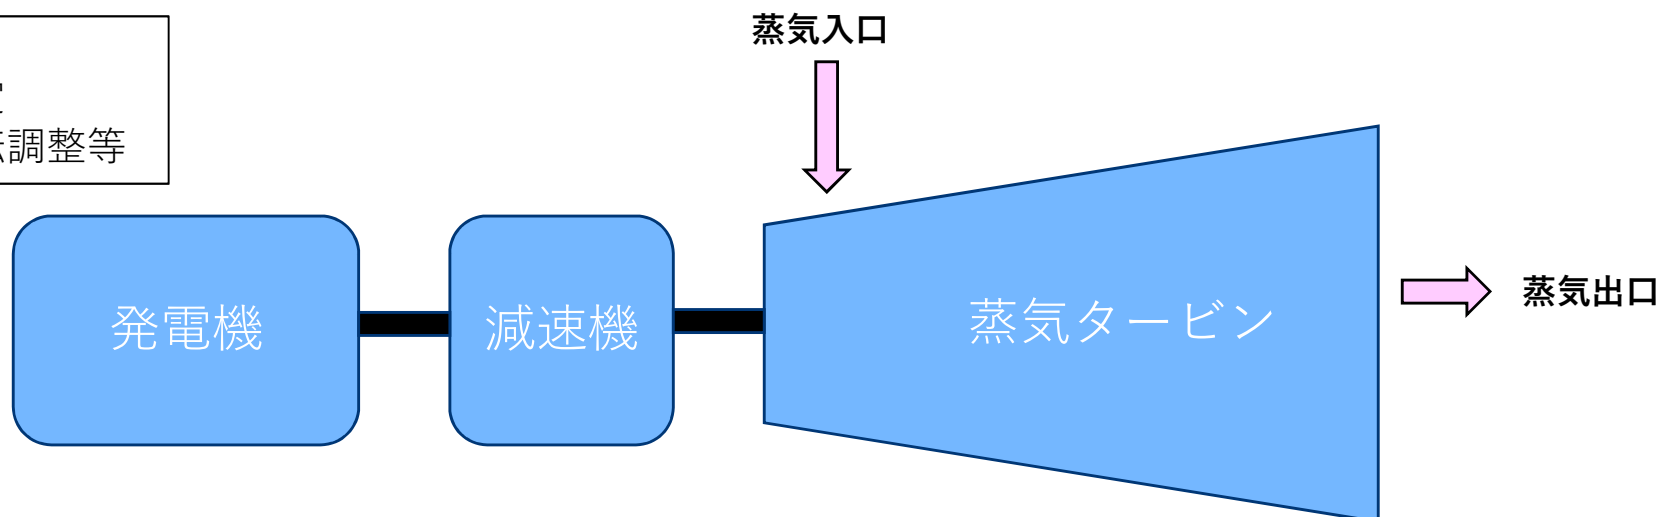 蒸気入口
調整等
発電機
減速機
蒸気タービン
蒸気出口